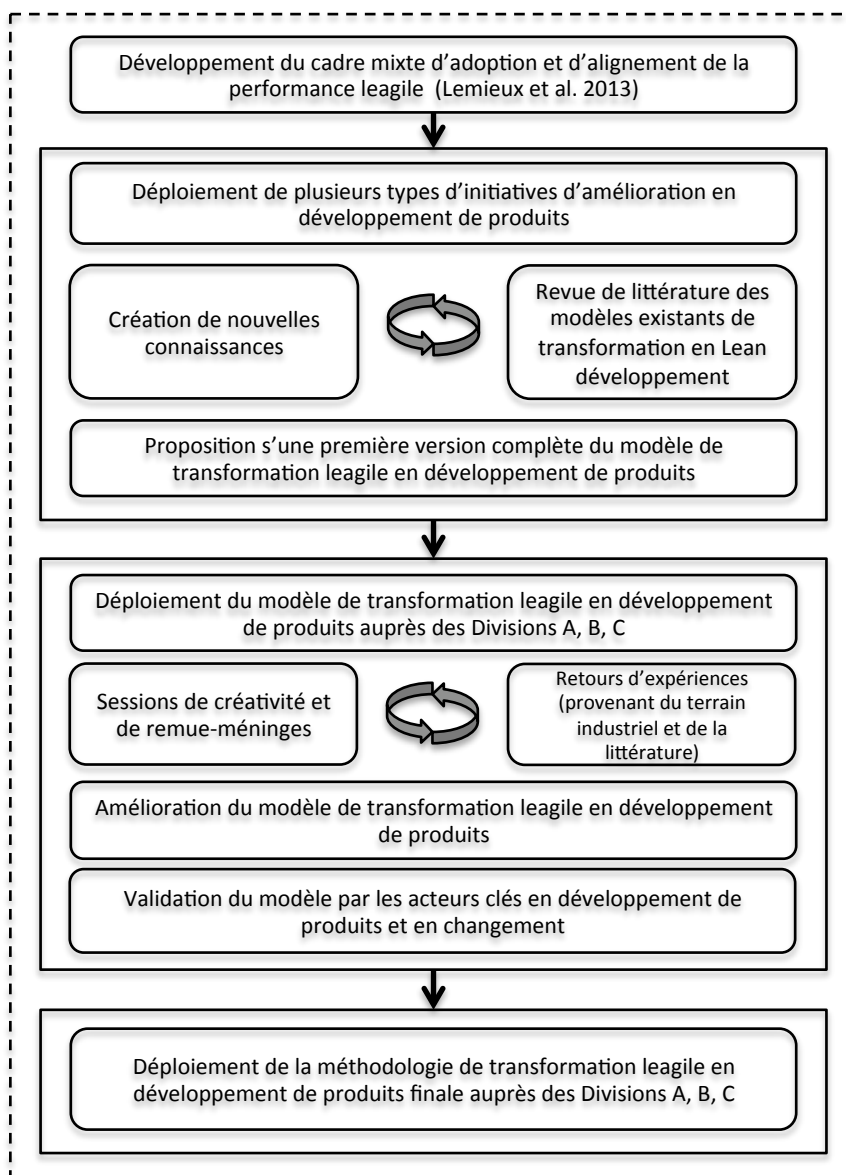 Développement du cadre mixte d’adoption et d’alignement de la
performance leagile (Lemieux et al. 2013)
Déploiement de plusieurs types d’initiatives d’amélioration en
développement de produits
Création de nouvelles
connaissances
Revue de littérature des
modèles existants de
transformation en Lean
développement
Proposition s’une première version complète du modèle de
transformation leagile en développement de produits
Déploiement du modèle de transformation leagile en développement
de produits auprès des Divisions A, B, C
Sessions de créativité et
de remue-méninges
Retours d’expériences
(provenant du terrain
industriel et de la
littérature)
Amélioration du modèle de transformation leagile en développement
de produits
Validation du modèle par les acteurs clés en développement de
produits et en changement
Déploiement de la méthodologie de transformation leagile en
développement de produits finale auprès des Divisions A, B, C